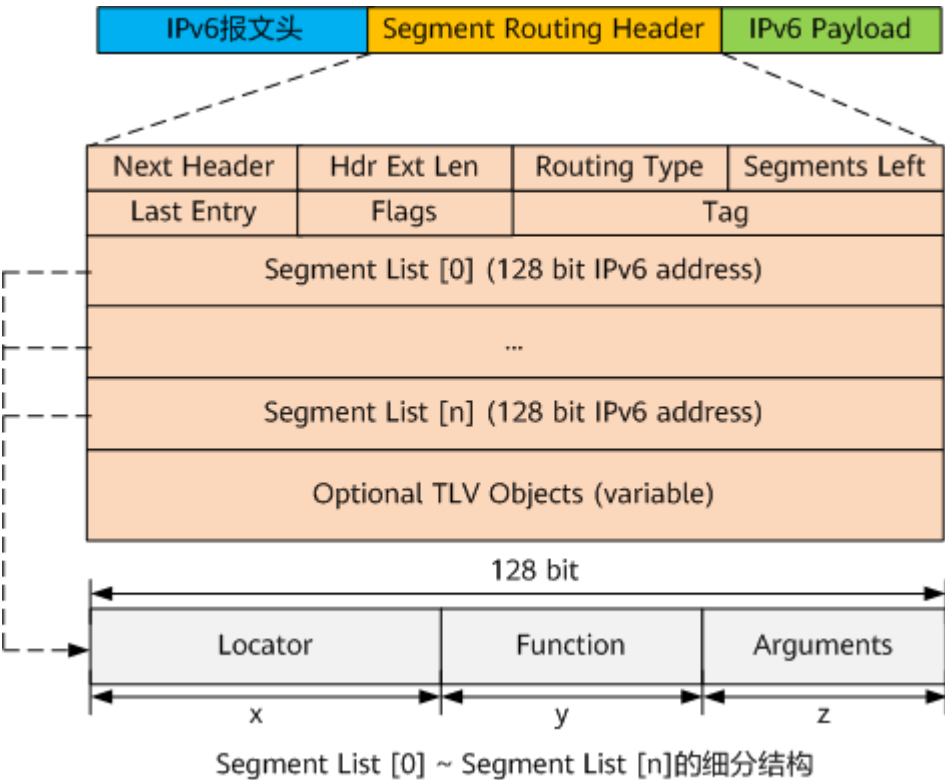 IPv6报文头 Segment Routing Header IPv6 Payload
Next Header Hdr Ext Len Routing Type Segments Left
Last Entry Flags Tag
Segment List [0] (128 bit IPv6 address)
...
Segment List [n] (128 bit IPv6 address)
Optional TLV Objects (variable)
128 bit
Locator Function Arguments
x y z
Segment List [0] ~ Segment List [n]的细分结构